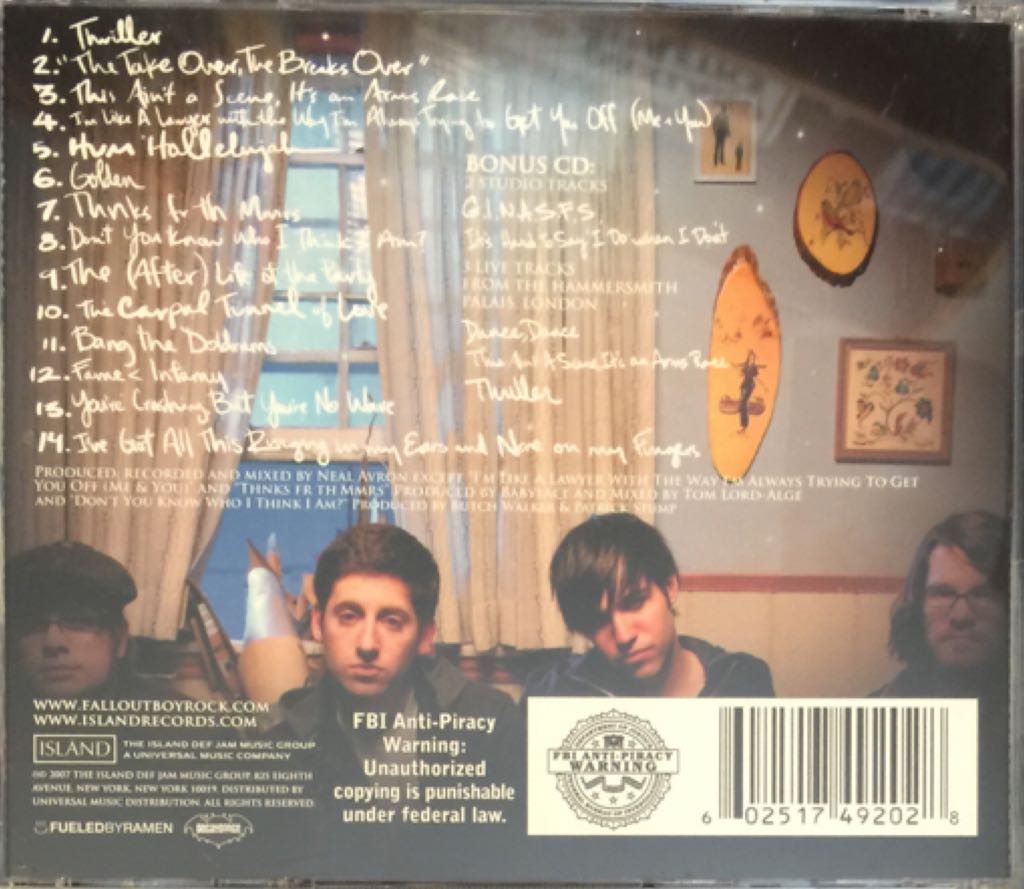 1. Thriller
2. "The Take Over, The Breaks Over"
3. This Ain't a Scene, It's an Arms Race
4. I'm Like A Lawyer with the Way I'm Always Trying to Get You Off (Me + You)
5. Hum Hallelujah
6. Golden
7. Thnks fr th Mmrs
8. Don't You Know Who I Think I Am?
9. The (After) Life of the Party
10. The Carpal Tunnel of Love
11. Bang the Doldrums
12. Fame < Infamy
13. You're Crashing, But You're No Wave
14. I've Got All This Ringing in my Ears and None on my Fingers
BONUS CD:
2 STUDIO TRACKS
G.I.N.A.S.F.S.
It's Hard to Say "I Do" when I Don't
3 LIVE TRACKS
FROM THE HAMMERSMITH
PALAIS, LONDON
Dance, Dance
This Ain't A Scene, It's an Arms Race
Thriller
PRODUCED, RECORDED AND MIXED BY NEAL AVRON EXCEPT "I'M LIKE A LAWYER WITH THE WAY I'M ALWAYS TRYING TO GET
YOU OFF (ME & YOU)" AND "THNKS FR TH MMRS" PRODUCED BY BABYFACE AND MIXED BY TOM LORD-ALGE
AND "DON'T YOU KNOW WHO I THINK I AM?" PRODUCED BY BUTCH WALKER & PATRICK STUMP
WWW.FALLOUTBOYROCK.COM
WWW.ISLANDRECORDS.COM
ISLAND
THE ISLAND DEF JAM MUSIC GROUP
A UNIVERSAL MUSIC COMPANY
℗© 2007 THE ISLAND DEF JAM MUSIC GROUP, 825 EIGHTH
AVENUE, NEW YORK, NEW YORK 10019. DISTRIBUTED BY
UNIVERSAL MUSIC DISTRIBUTION. ALL RIGHTS RESERVED.
FUELEDBYRAMEN
DECAYDANCE
FBI Anti-Piracy
Warning:
Unauthorized
copying is punishable
under federal law.
FBI ANTI-PIRACY
WARNING
6 02517 49202 8